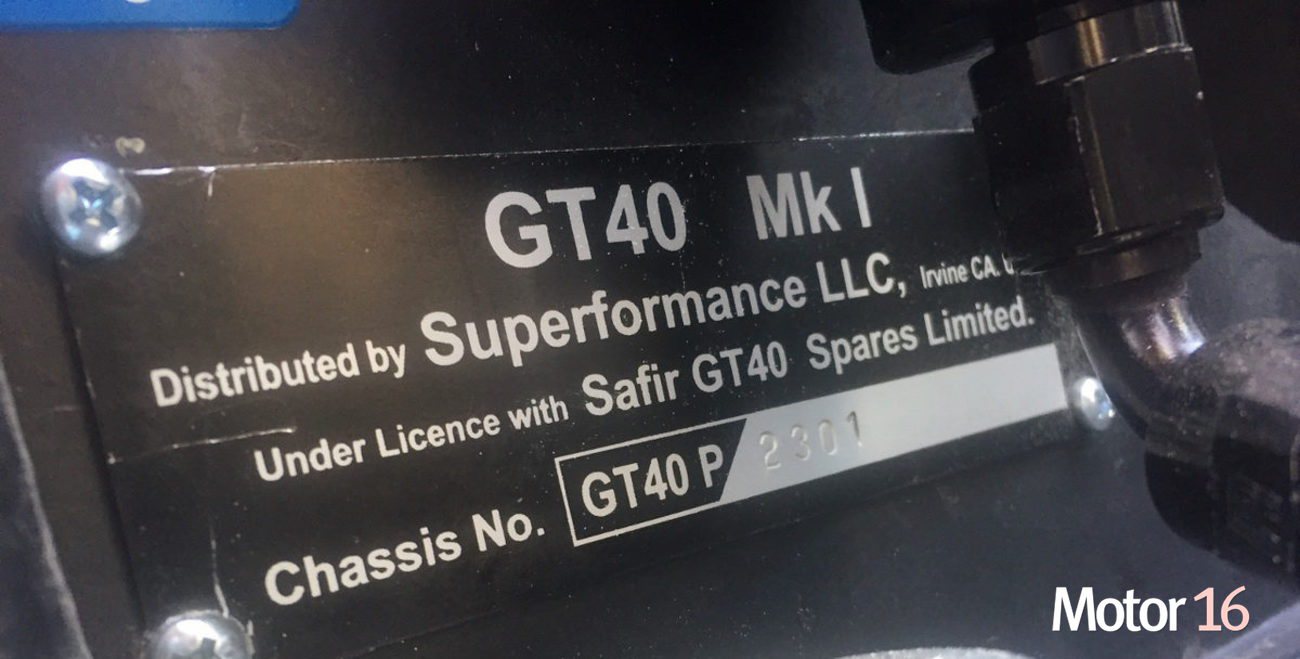 GT40 Mk I
Distributed by Superformance LLC, Irvine CA.
Under Licence with Safir GT40 Spares Limited.
Chassis No. GT40 P 2301
Motor 16